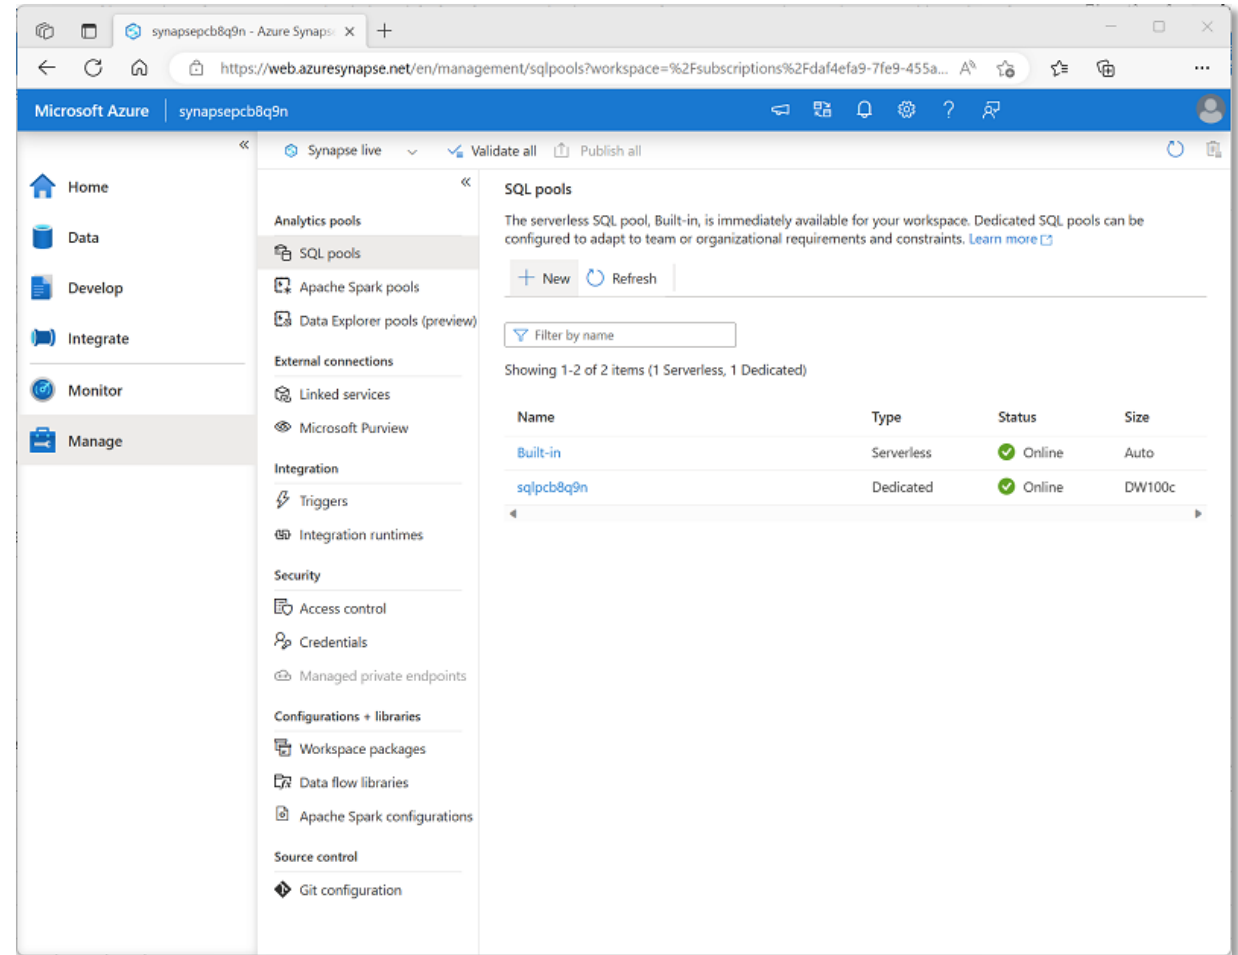 synapsepcb8q9n - Azure Synaps
https://web.azuresynapse.net/en/management/sqlpools?workspace=%2Fsubscriptions%2Fdaf4efa9-7fe9-455a...
Microsoft Azure synapsepcb8q9n
Synapse live Validate all Publish all
Home
Data
Develop
Integrate
Monitor
Manage
Analytics pools
SQL pools
Apache Spark pools
Data Explorer pools (preview)
External connections
Linked services
Microsoft Purview
Integration
Triggers
Integration runtimes
Security
Access control
Credentials
Managed private endpoints
Configurations + libraries
Workspace packages
Data flow libraries
Apache Spark configurations
Source control
Git configuration
SQL pools
The serverless SQL pool, Built-in, is immediately available for your workspace. Dedicated SQL pools can be
configured to adapt to team or organizational requirements and constraints. Learn more
New Refresh
Filter by name
Showing 1-2 of 2 items (1 Serverless, 1 Dedicated)
Name Type Status Size
Built-in Serverless Online Auto
sqlpcb8q9n Dedicated Online DW100c